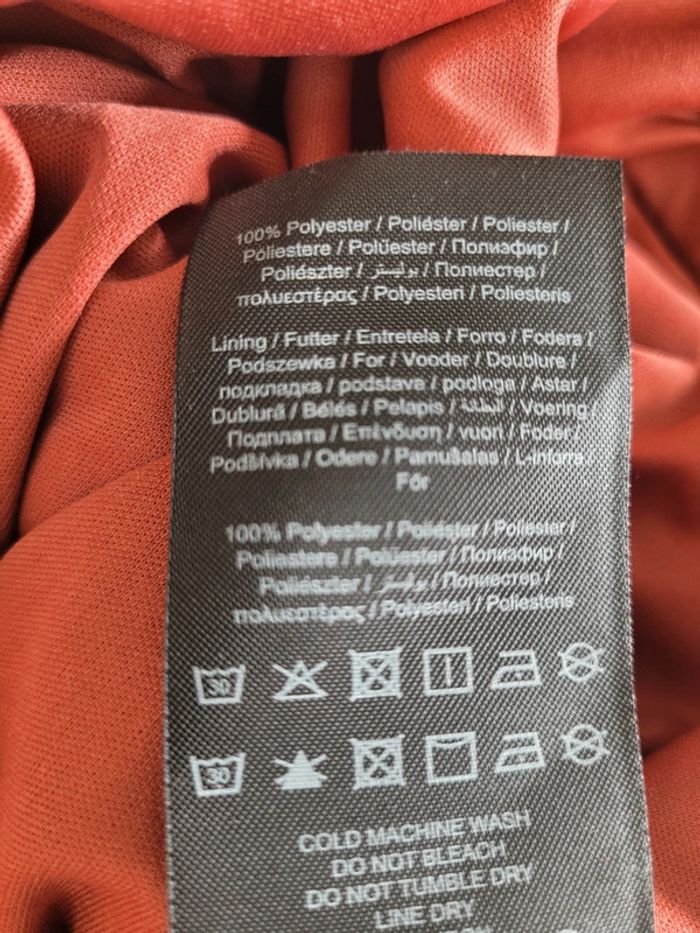 100% Polyester / Poliéster / Poliester /
Poliestere / Polüester / Полиэфир /
Poliészter / بوليستر / Полиестер /
πολυεστέρας / Polyesteri / Poliesteris
Lining / Futter / Entretela / Forro / Fodera /
Podszewka / For / Vooder / Doublure /
подкладка / podstava / podloga / Astar /
Dublură / Bélés / Pelapis / البطانة / Voering /
Подплата / Επένδυση / vuori / Foder /
Podšívka / Odere / Pamušalas / L-inforra
Fór
100% Polyester / Poliéster / Poliester /
Poliestere / Polüester / Полиэфир /
Poliészter / بوليستر / Полиестер /
πολυεστέρας / Polyesteri / Poliesteris
30
30
COLD MACHINE WASH
DO NOT BLEACH
DO NOT TUMBLE DRY
LINE DRY